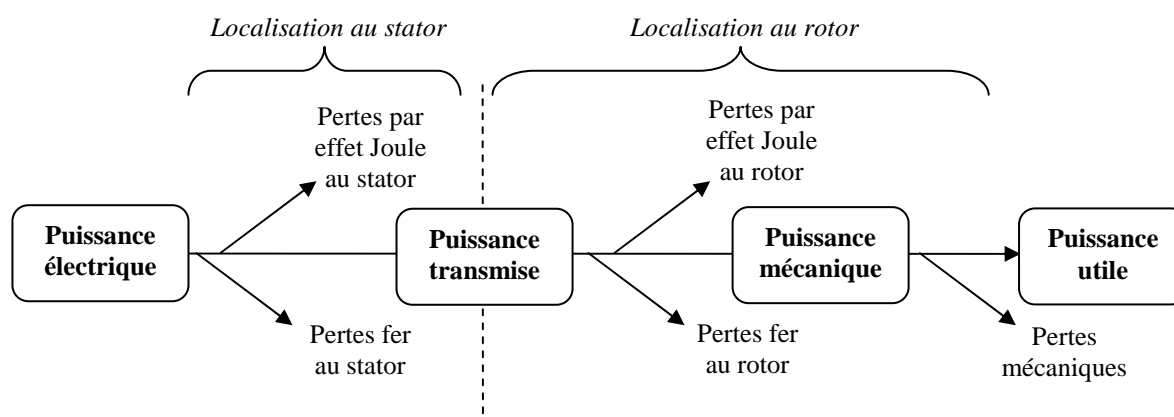 Localisation au stator
Localisation au rotor
Pertes par
effet Joule
au stator
Pertes par
effet Joule
au rotor
Puissance
électrique
Puissance
transmise
Puissance
mécanique
Puissance
utile
Pertes fer
au stator
Pertes fer
au rotor
Pertes
mécaniques